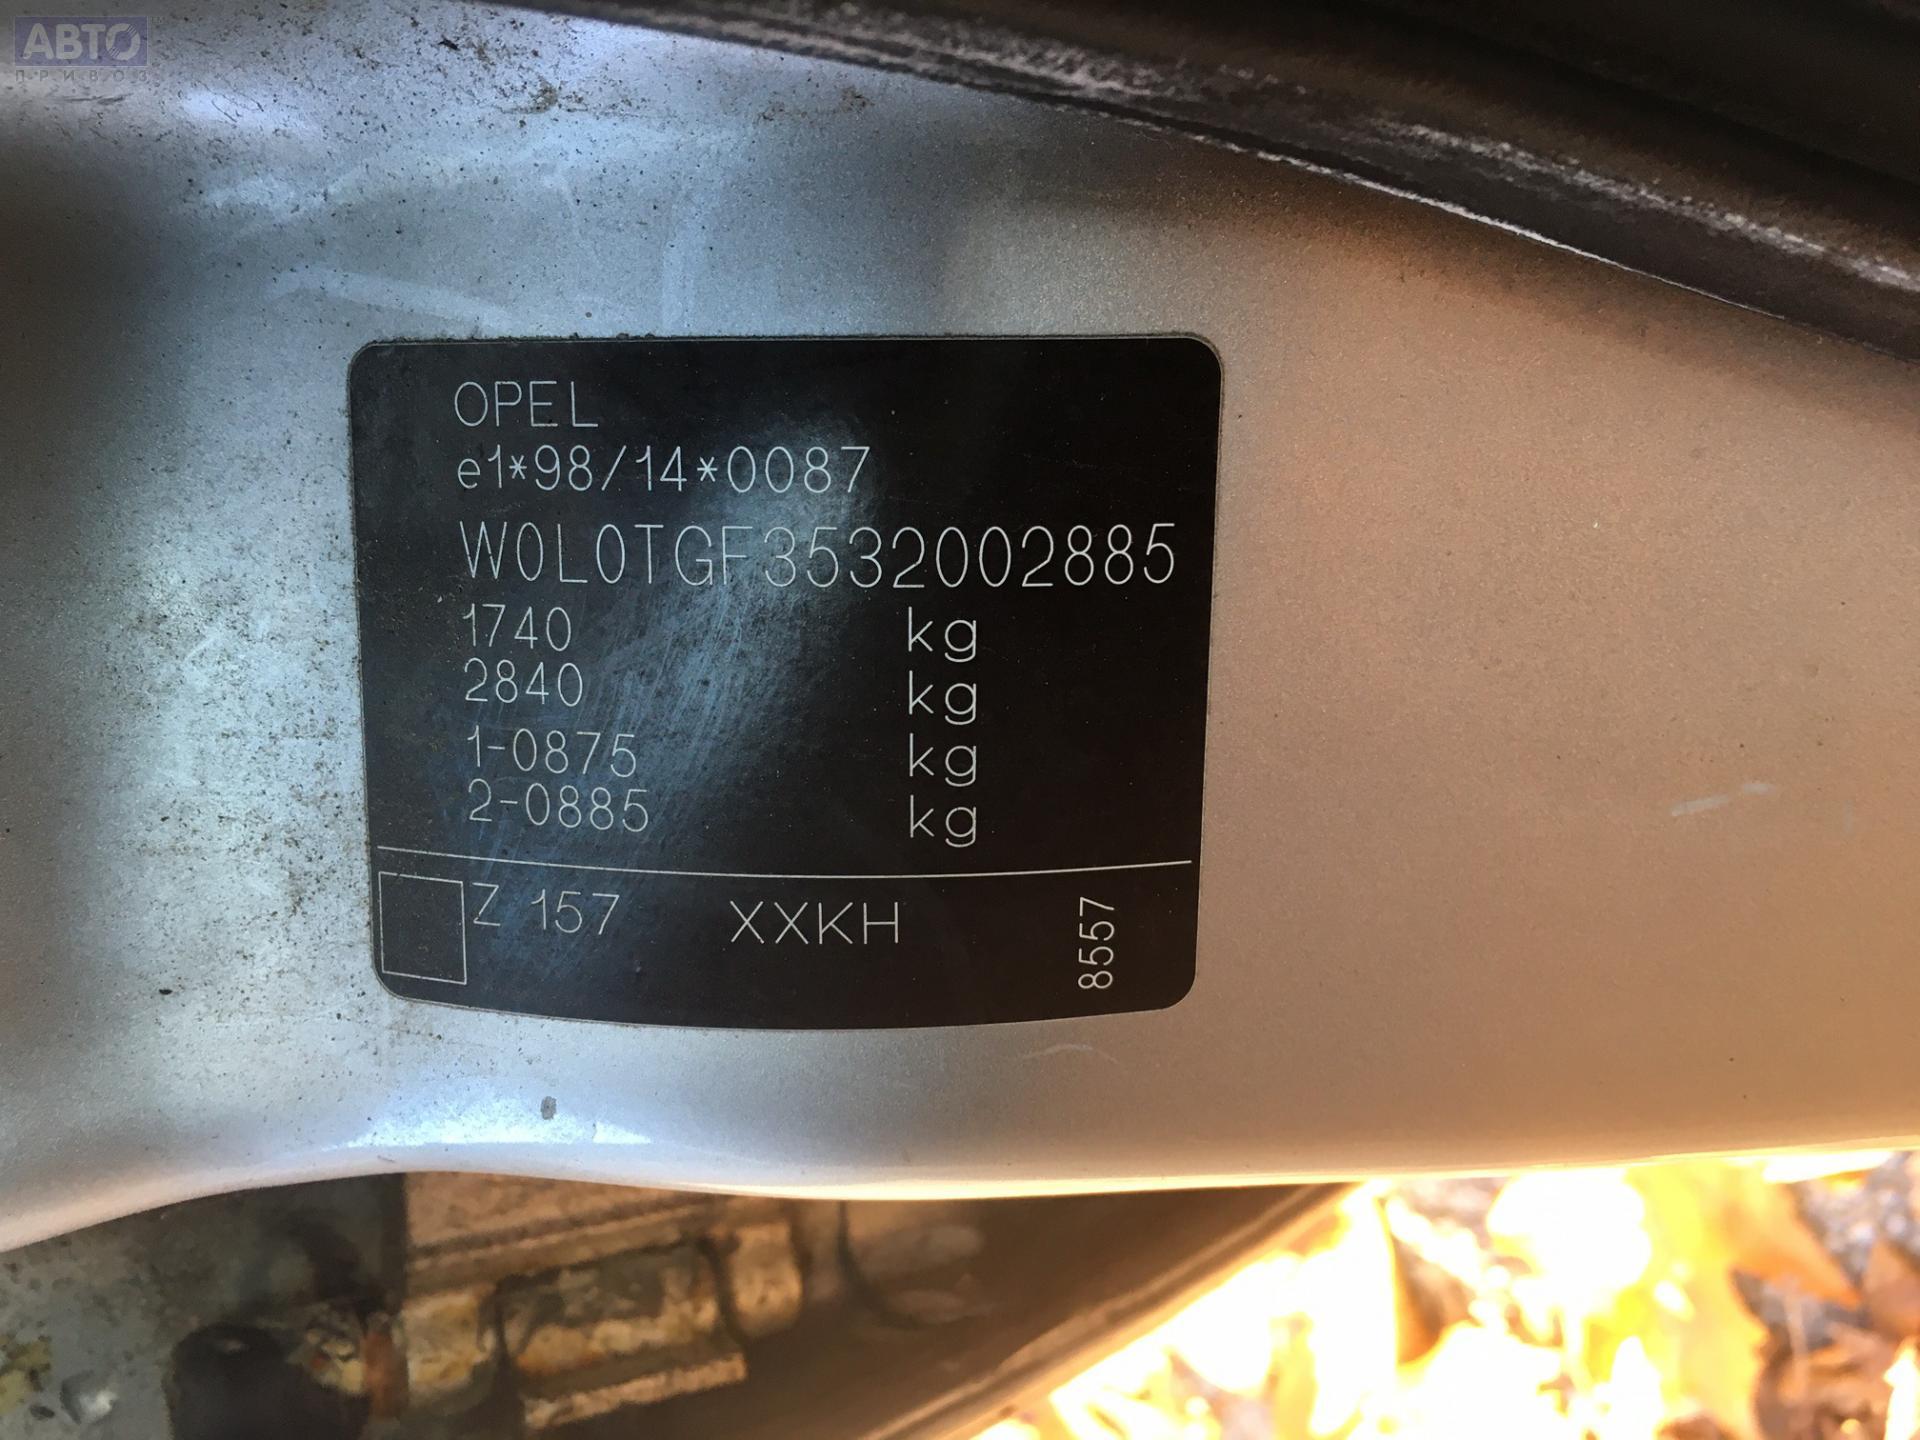 АВТО
ПРИВОЗ
OPEL
e1*98/14*0087
W0L0TGF3532002885
1740 kg
2840 kg
1-0875 kg
2-0885 kg
Z 157 XXKH 8557